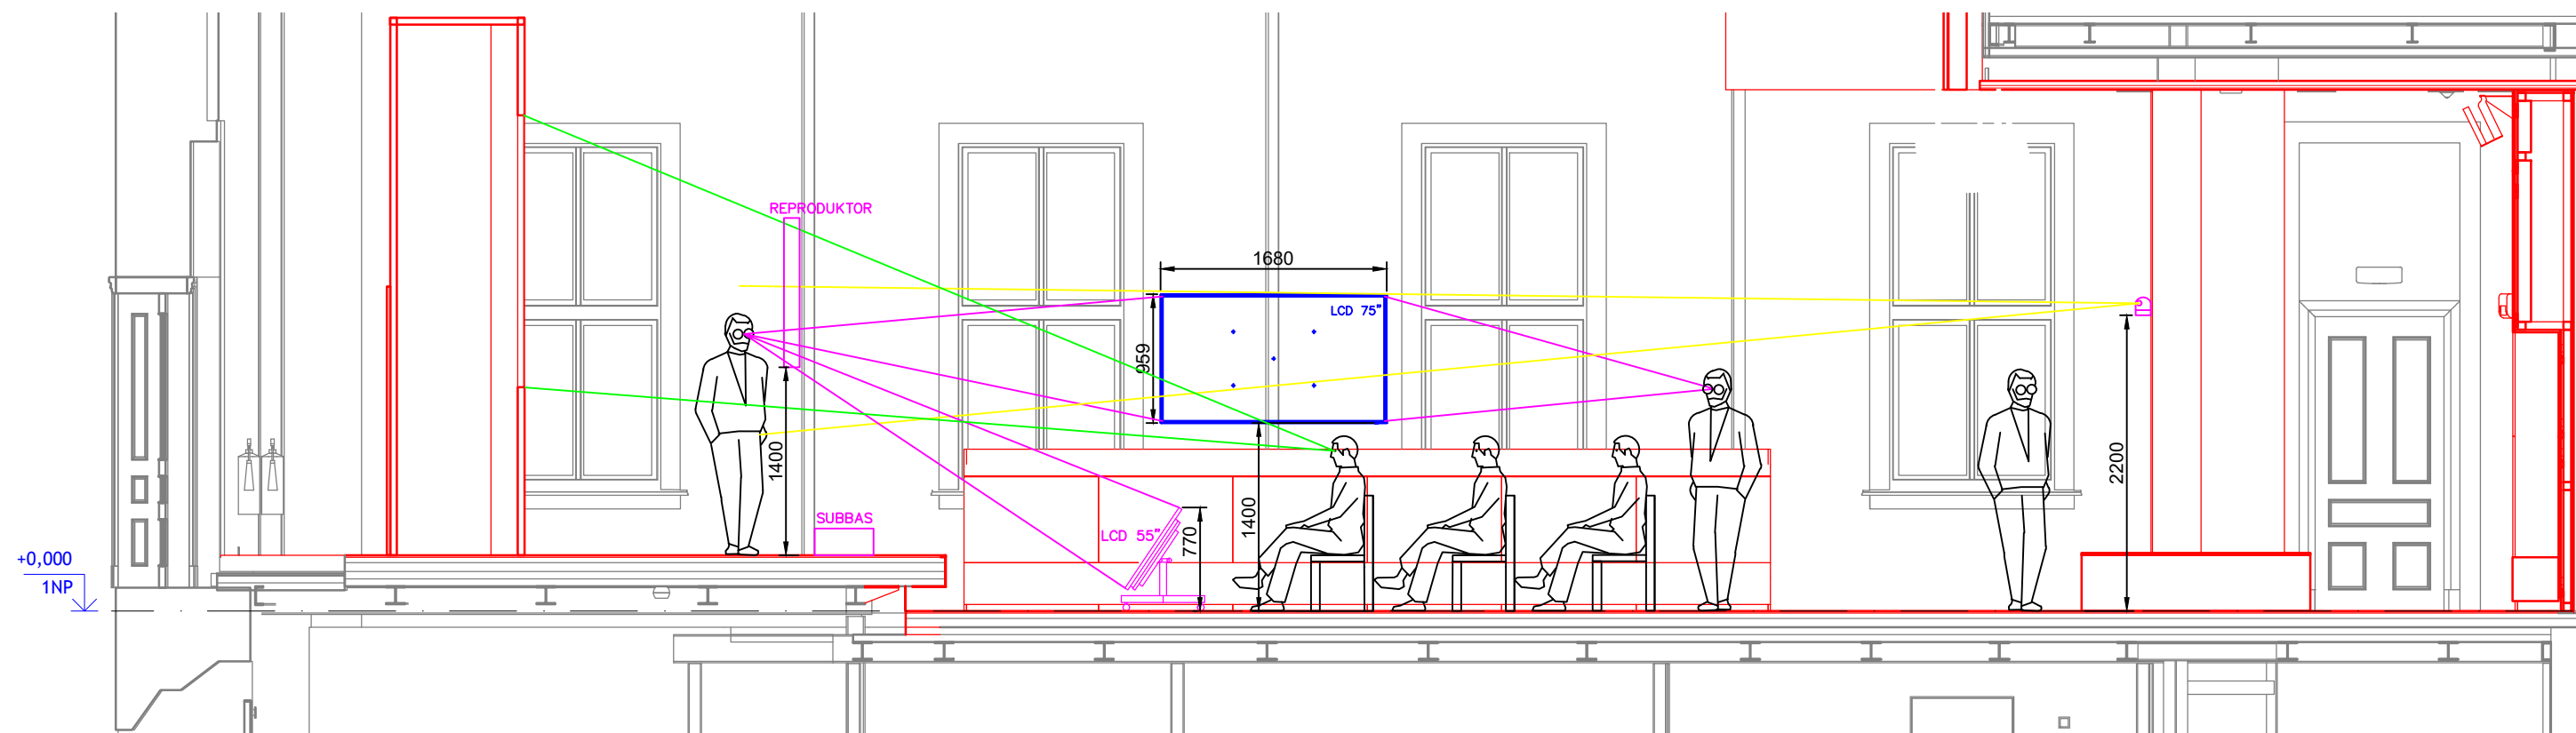 REPRODUKTOR
1680
LCD 75"
959
1400
SUBBAS
LCD 55"
770
1400
2200
+0,000
1NP